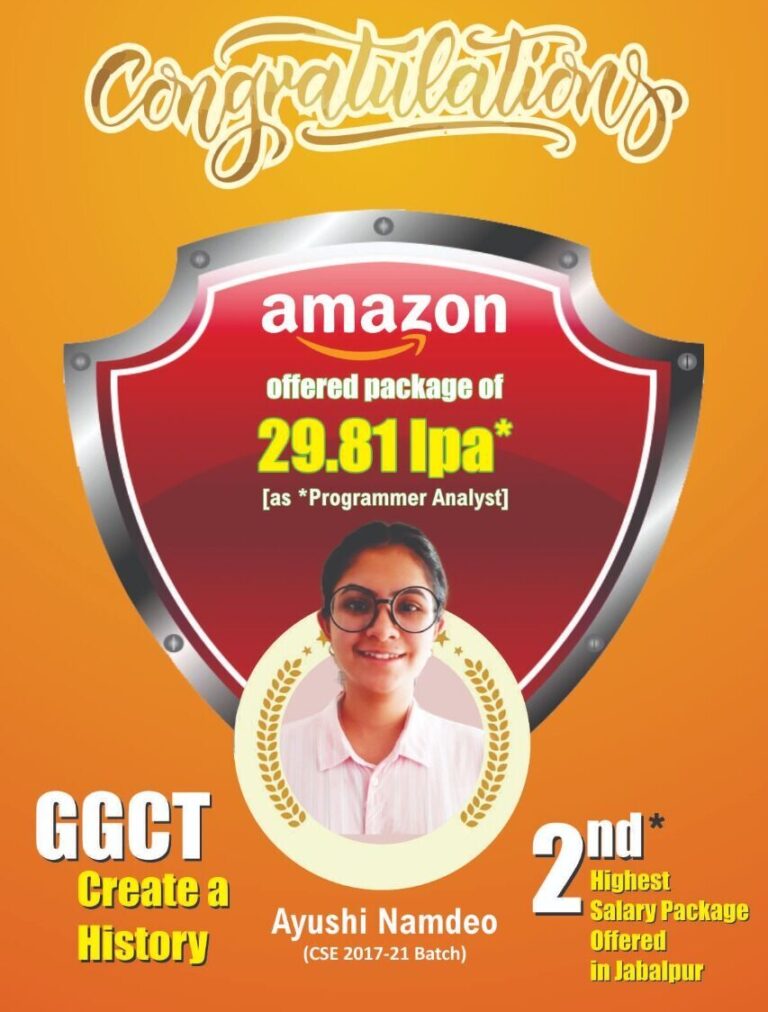 Congratulations
amazon
offered package of
29.81 lpa*
[as *Programmer Analyst]
GGCT
Create a
History
Ayushi Namdeo
(CSE 2017-21 Batch)
2nd*
Highest
Salary Package
Offered
in Jabalpur